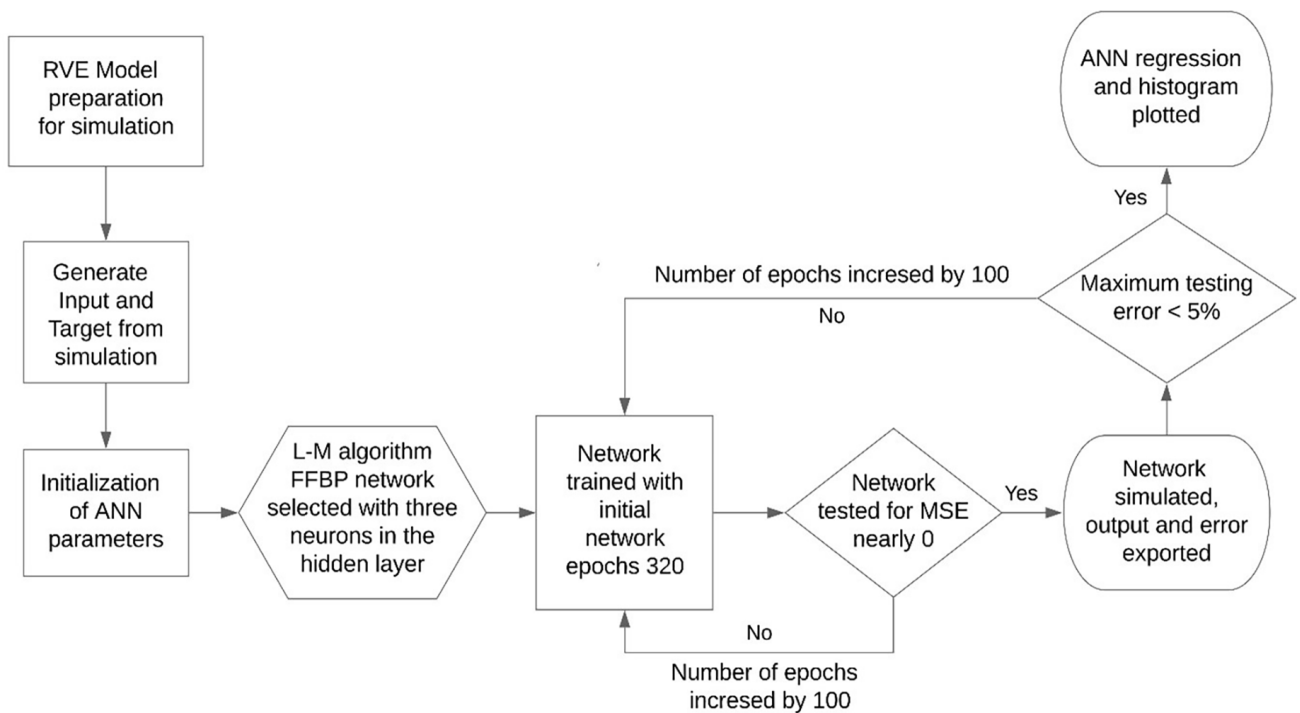 RVE Model
preparation
for simulation
Generate
Input and
Target from
simulation
Initialization
of ANN
parameters
L-M algorithm
FFBP network
selected with three
neurons in the
hidden layer
Network
trained with
initial
network
epochs 320
Network
tested for MSE
nearly 0
No
Number of epochs
incresed by 100
Yes
Network
simulated,
output and error
exported
Maximum testing
error < 5%
Number of epochs incresed by 100
No
Yes
ANN regression
and histogram
plotted